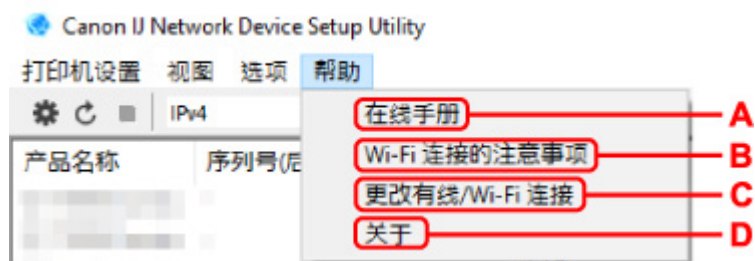 Canon IJ Network Device Setup Utility
打印机设置 视图 选项 帮助
IPv4
在线手册 A
产品名称 序列号(后
Wi-Fi 连接的注意事项 B
更改有线/Wi-Fi 连接 C
关于 D